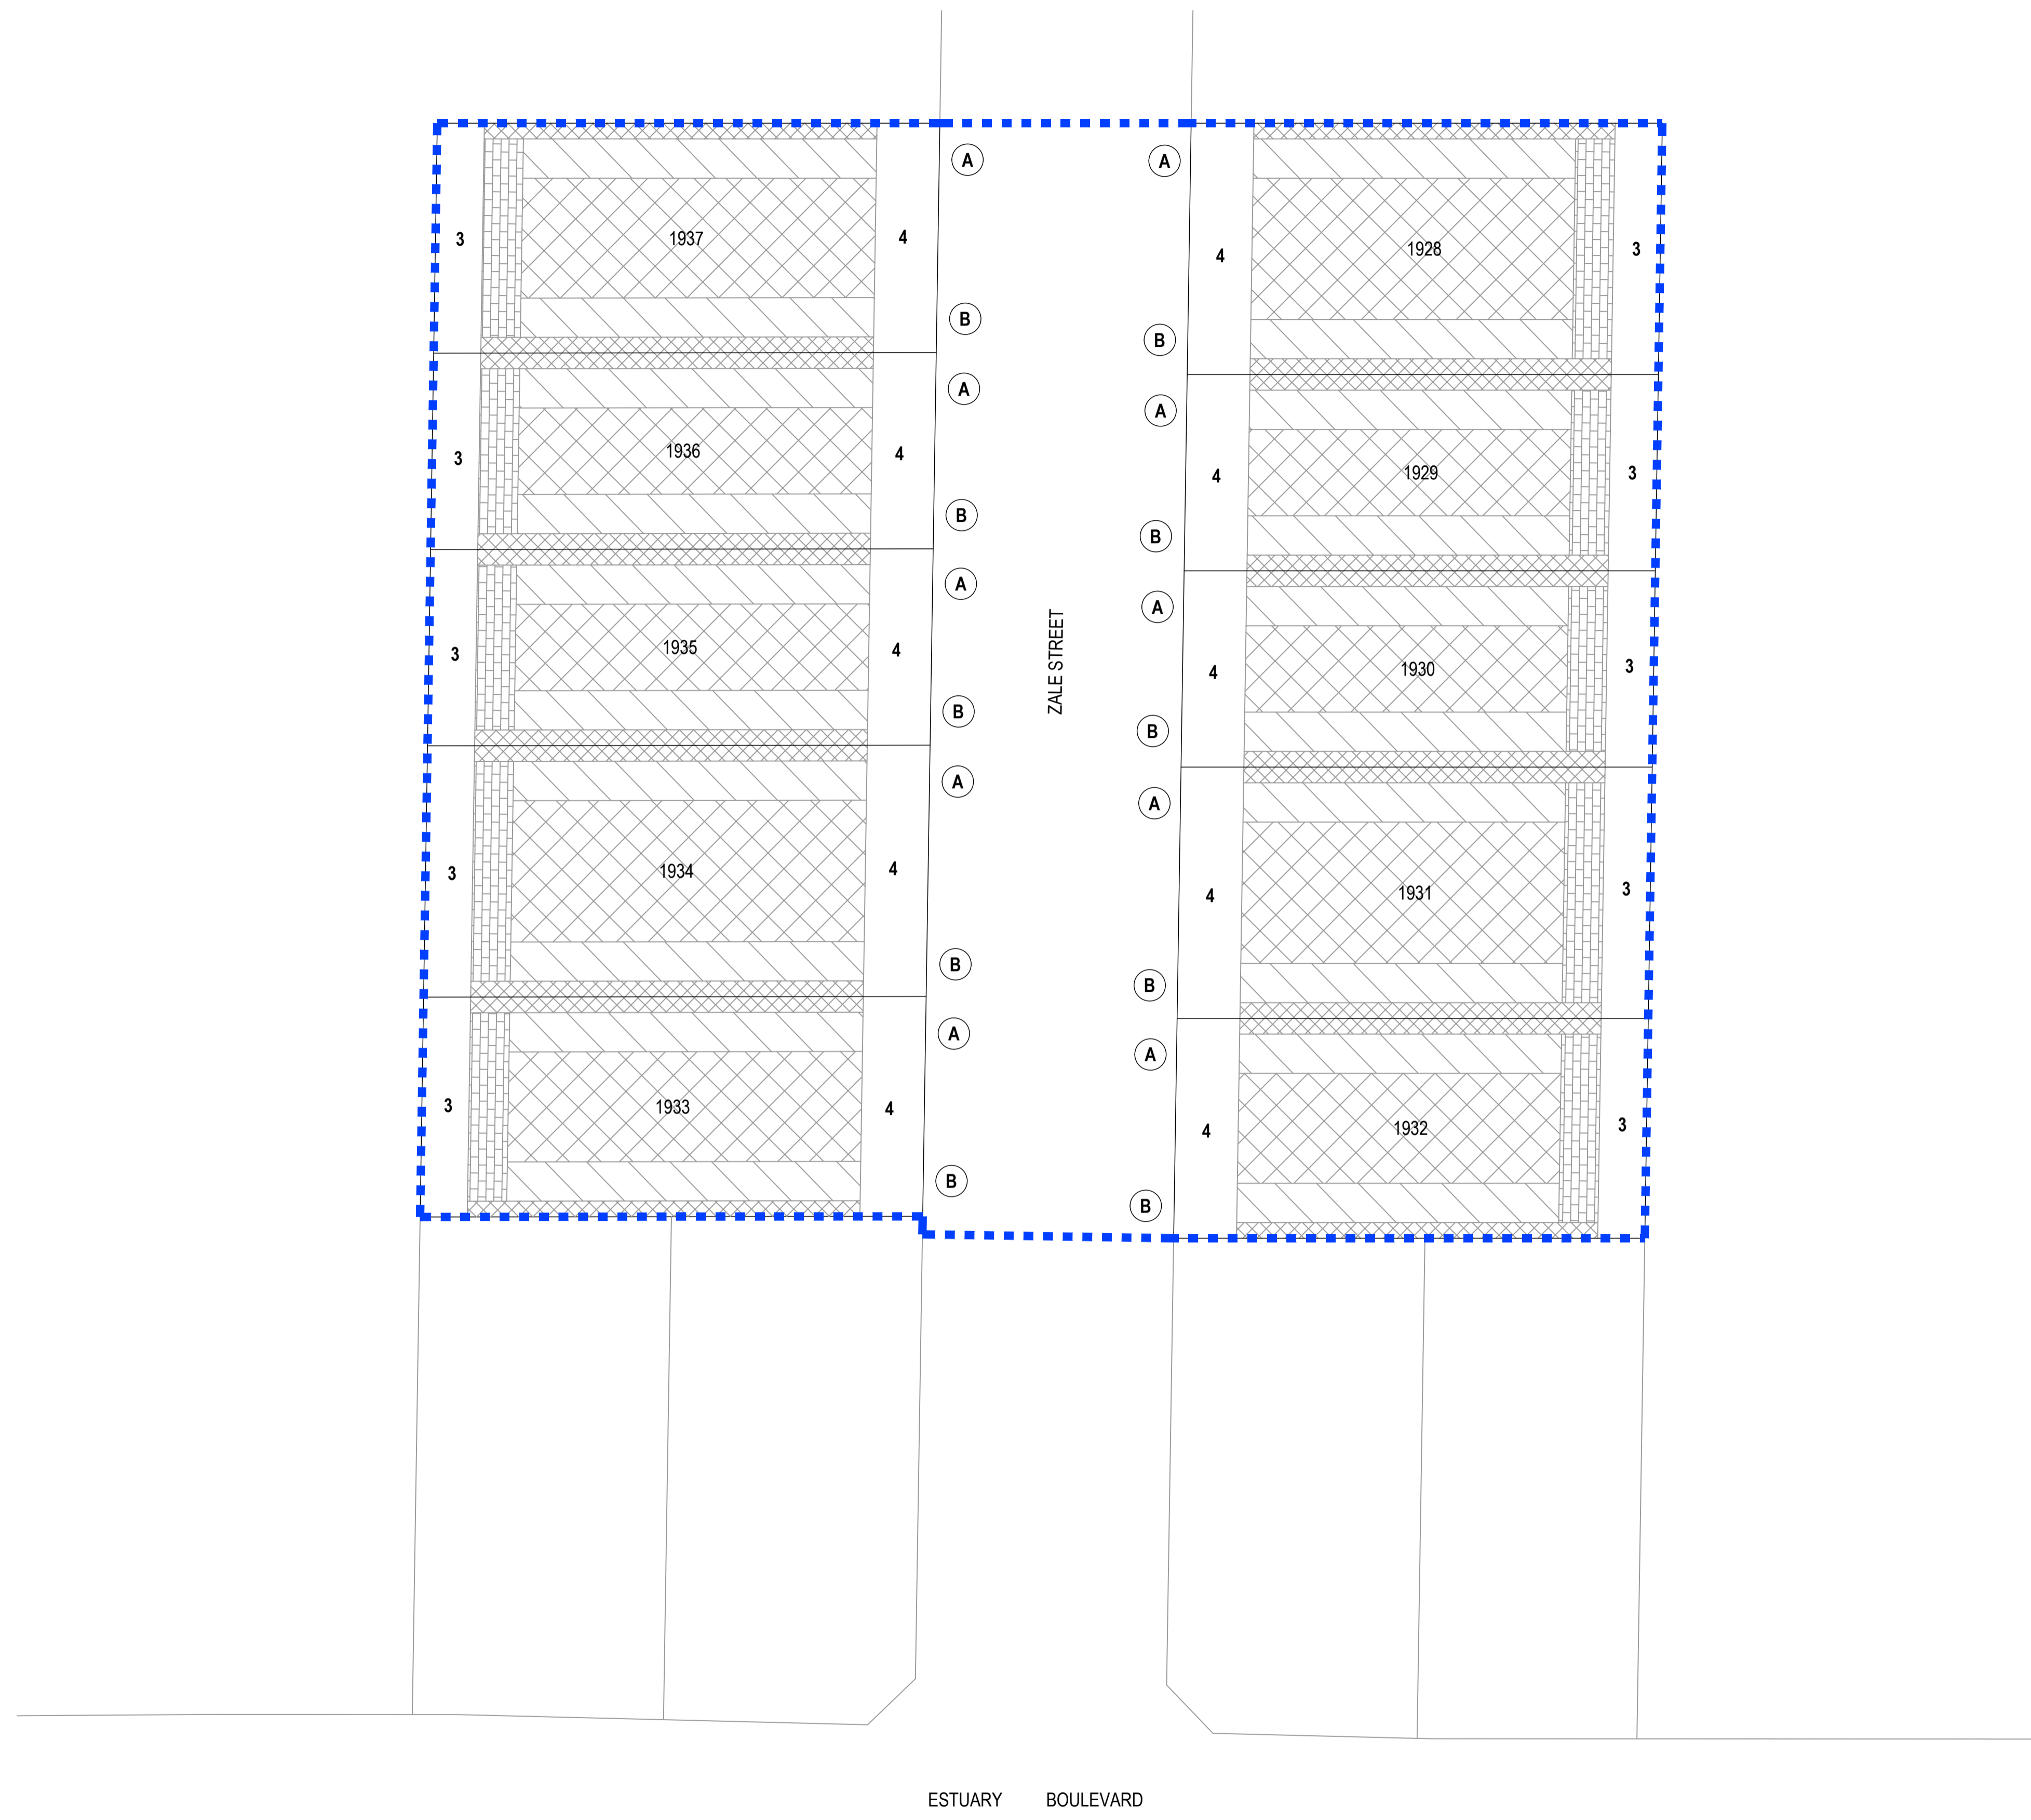 A A
3 1937 4 4 1928 3
B B
A A
3 1936 4 4 1929 3
B B
A A
3 1935 4 ZALE STREET 4 1930 3
B B
A A
3 1934 4 4 1931 3
B B
A A
3 1933 4 4 1932 3
B B
ESTUARY BOULEVARD